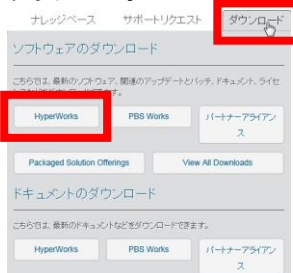 ナレッジベース サポートリクエスト ダウンロード
ソフトウェアのダウンロード
こちらでは、最新のソフトウェア、関連のアップデートとパッチ、ドキュメント、ライセ
HyperWorks PBS Works パートナーアライアン
ス
Packaged Solution Offerings View All Downloads
ドキュメントのダウンロード
こちらでは、最新のドキュメントなどをダウンロードできます。
HyperWorks PBS Works パートナーアライアン
ス